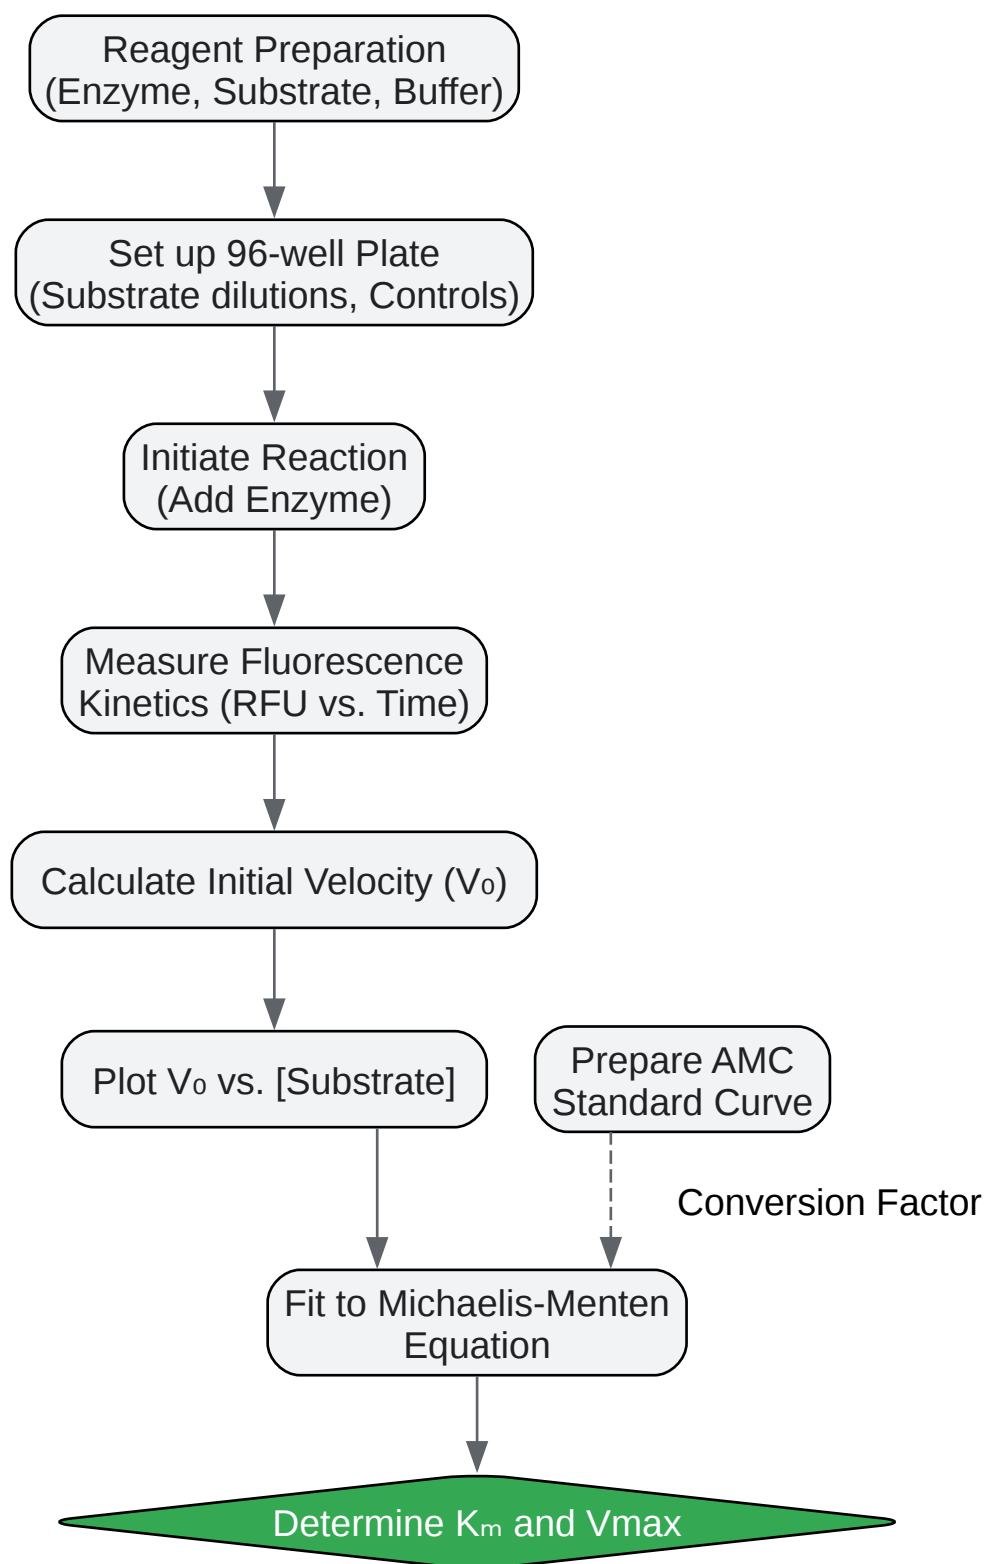 Reagent Preparation
(Enzyme, Substrate, Buffer)
Set up 96-well Plate
(Substrate dilutions, Controls)
Initiate Reaction
(Add Enzyme)
Measure Fluorescence
Kinetics (RFU vs. Time)
Calculate Initial Velocity (V₀)
Plot V₀ vs. [Substrate]
Prepare AMC
Standard Curve
Conversion Factor
Fit to Michaelis-Menten
Equation
Determine Kₘ and Vmax